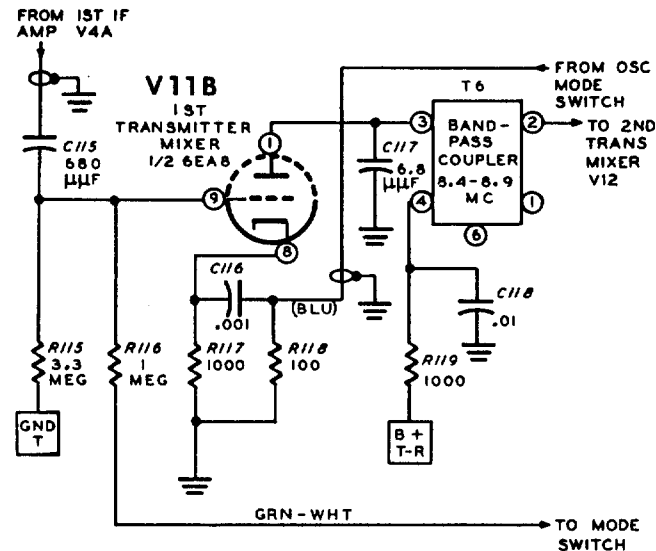 FROM 1ST IF
AMP V4A
V11B
1ST
TRANSMITTER
MIXER
1/2 6EA8
C115
680
μμF
1
9
8
C117
6.8
μμF
T6
3
BAND-
PASS
COUPLER
8.4-8.9
MC
2
4
1
6
FROM OSC
MODE
SWITCH
TO 2ND
TRANS
MIXER
V12
C116
.001
(BLU)
C118
.01
R115
3.3
MEG
R116
1
MEG
R117
1000
R118
100
R119
1000
GND
T
B+
T-R
GRN-WHT
TO MODE
SWITCH